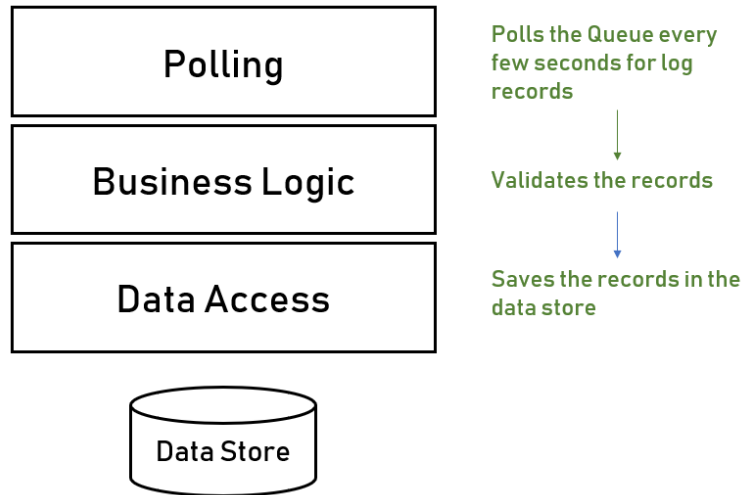 Polling
Polls the Queue every
few seconds for log
records
Business Logic
Validates the records
Data Access
Saves the records in the
data store
Data Store